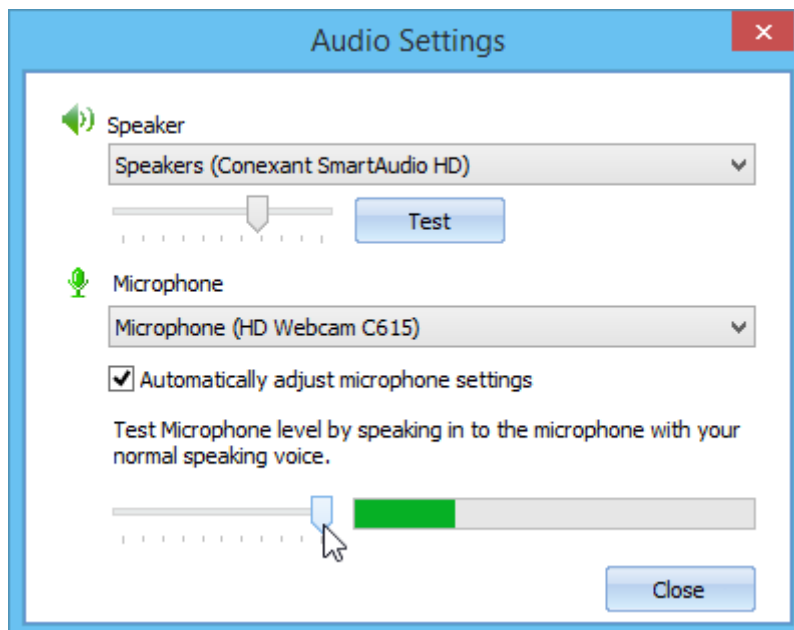 Audio Settings
Speaker
Speakers (Conexant SmartAudio HD)
Test
Microphone
Microphone (HD Webcam C615)
Automatically adjust microphone settings
Test Microphone level by speaking in to the microphone with your
normal speaking voice.
Close